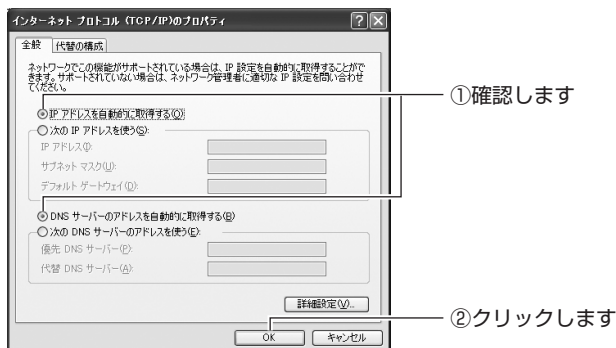 インターネット プロトコル (TCP/IP)のプロパティ
全般
代替の構成
ネットワークでこの機能がサポートされている場合は、IP 設定を自動的に取得することがで
きます。サポートされていない場合は、ネットワーク管理者に適切な IP 設定を問い合わせ
てください。
IP アドレスを自動的に取得する(O)
次の IP アドレスを使う(S):
IP アドレス(I):
サブネット マスク(U):
デフォルト ゲートウェイ(D):
DNS サーバーのアドレスを自動的に取得する(B)
次の DNS サーバーのアドレスを使う(E):
優先 DNS サーバー(P):
代替 DNS サーバー(A):
詳細設定(V)...
OK
キャンセル
①確認します
②クリックします